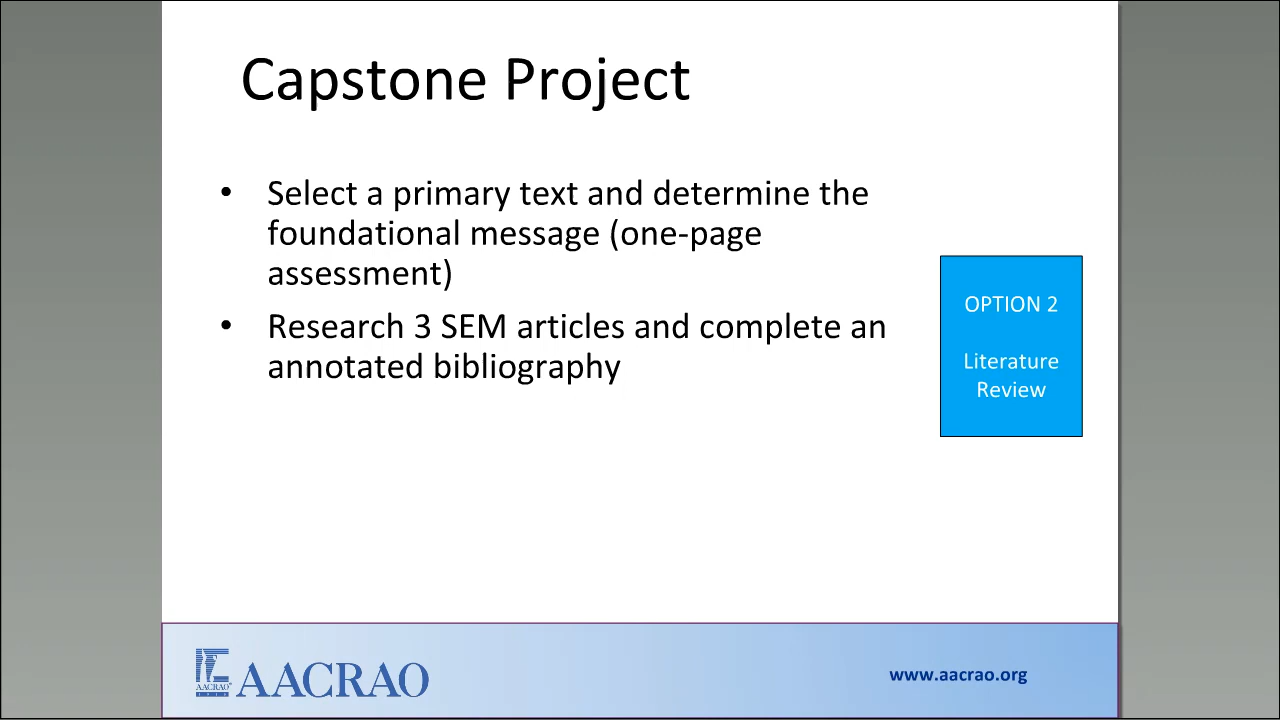 Capstone Project
• Select a primary text and determine the
foundational message (one-page
assessment)
• Research 3 SEM articles and complete an
annotated bibliography
OPTION 2
Literature
Review
AACRAO
AACRAO
www.aacrao.org